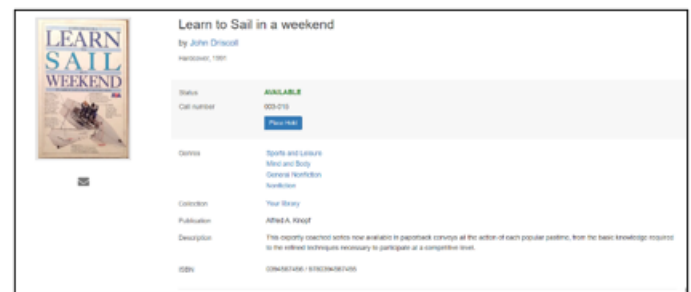 LEARN
SAIL
WEEKEND
Learn to Sail in a weekend
by John Driscoll
Hardcover, 1991
Status AVAILABLE
Call number 003-015
Place Hold
Genres Sports and Leisure
Mind and Body
General Nonfiction
Nonfiction
Collection Your library
Publication Alfred A. Knopf
Description This expertly coached series now available in paperback conveys all the action of each popular pastime, from the basic knowledge required
to the refined techniques necessary to participate at a competitive level.
ISBN